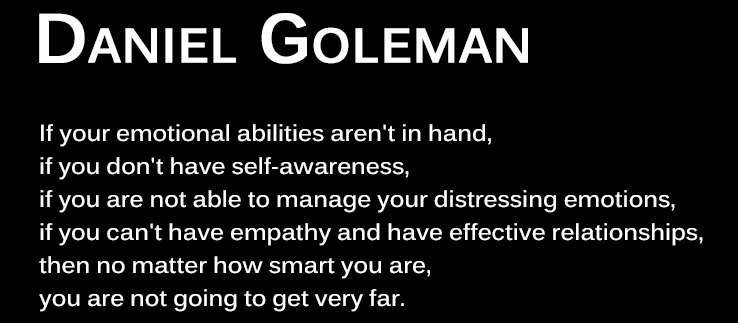 DANIEL GOLEMAN
If your emotional abilities aren't in hand,
if you don't have self-awareness,
if you are not able to manage your distressing emotions,
if you can't have empathy and have effective relationships,
then no matter how smart you are,
you are not going to get very far.